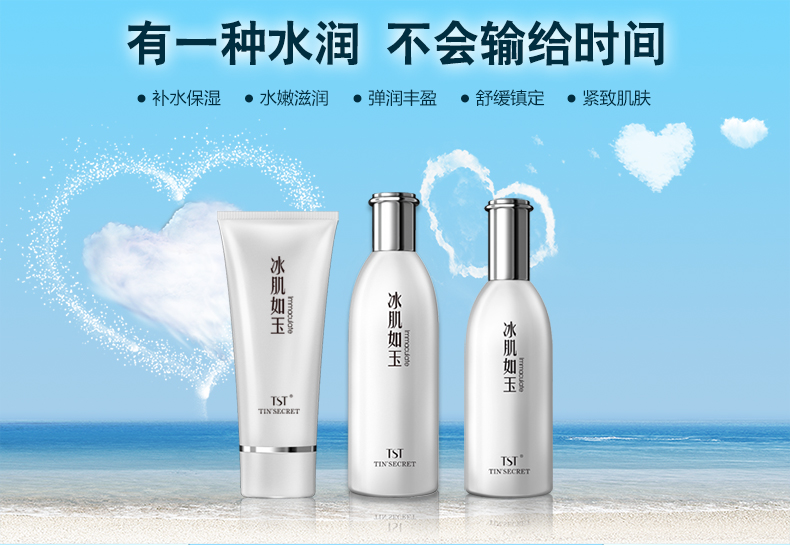 有一种水润 不会输给时间
• 补水保湿 • 水嫩滋润 • 弹润丰盈 • 舒缓镇定 • 紧致肌肤
冰肌如玉
Immaculate
TST®
TIN'SECRET
冰肌如玉
Immaculate
TST
TIN'SECRET
冰肌如玉
Immaculate
TST®
TIN'SECRET